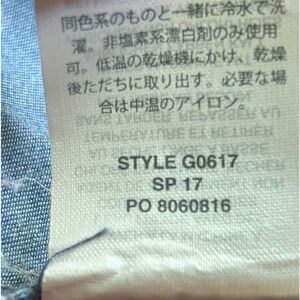 同色系のものと一緒に冷水で洗
濯。非塩素系漂白剤のみ使用
可。低温の乾燥機にかけ、乾燥
後ただちに取り出す。必要な場
合は中温のアイロン。
STYLE G0617
SP 17
PO 8060816